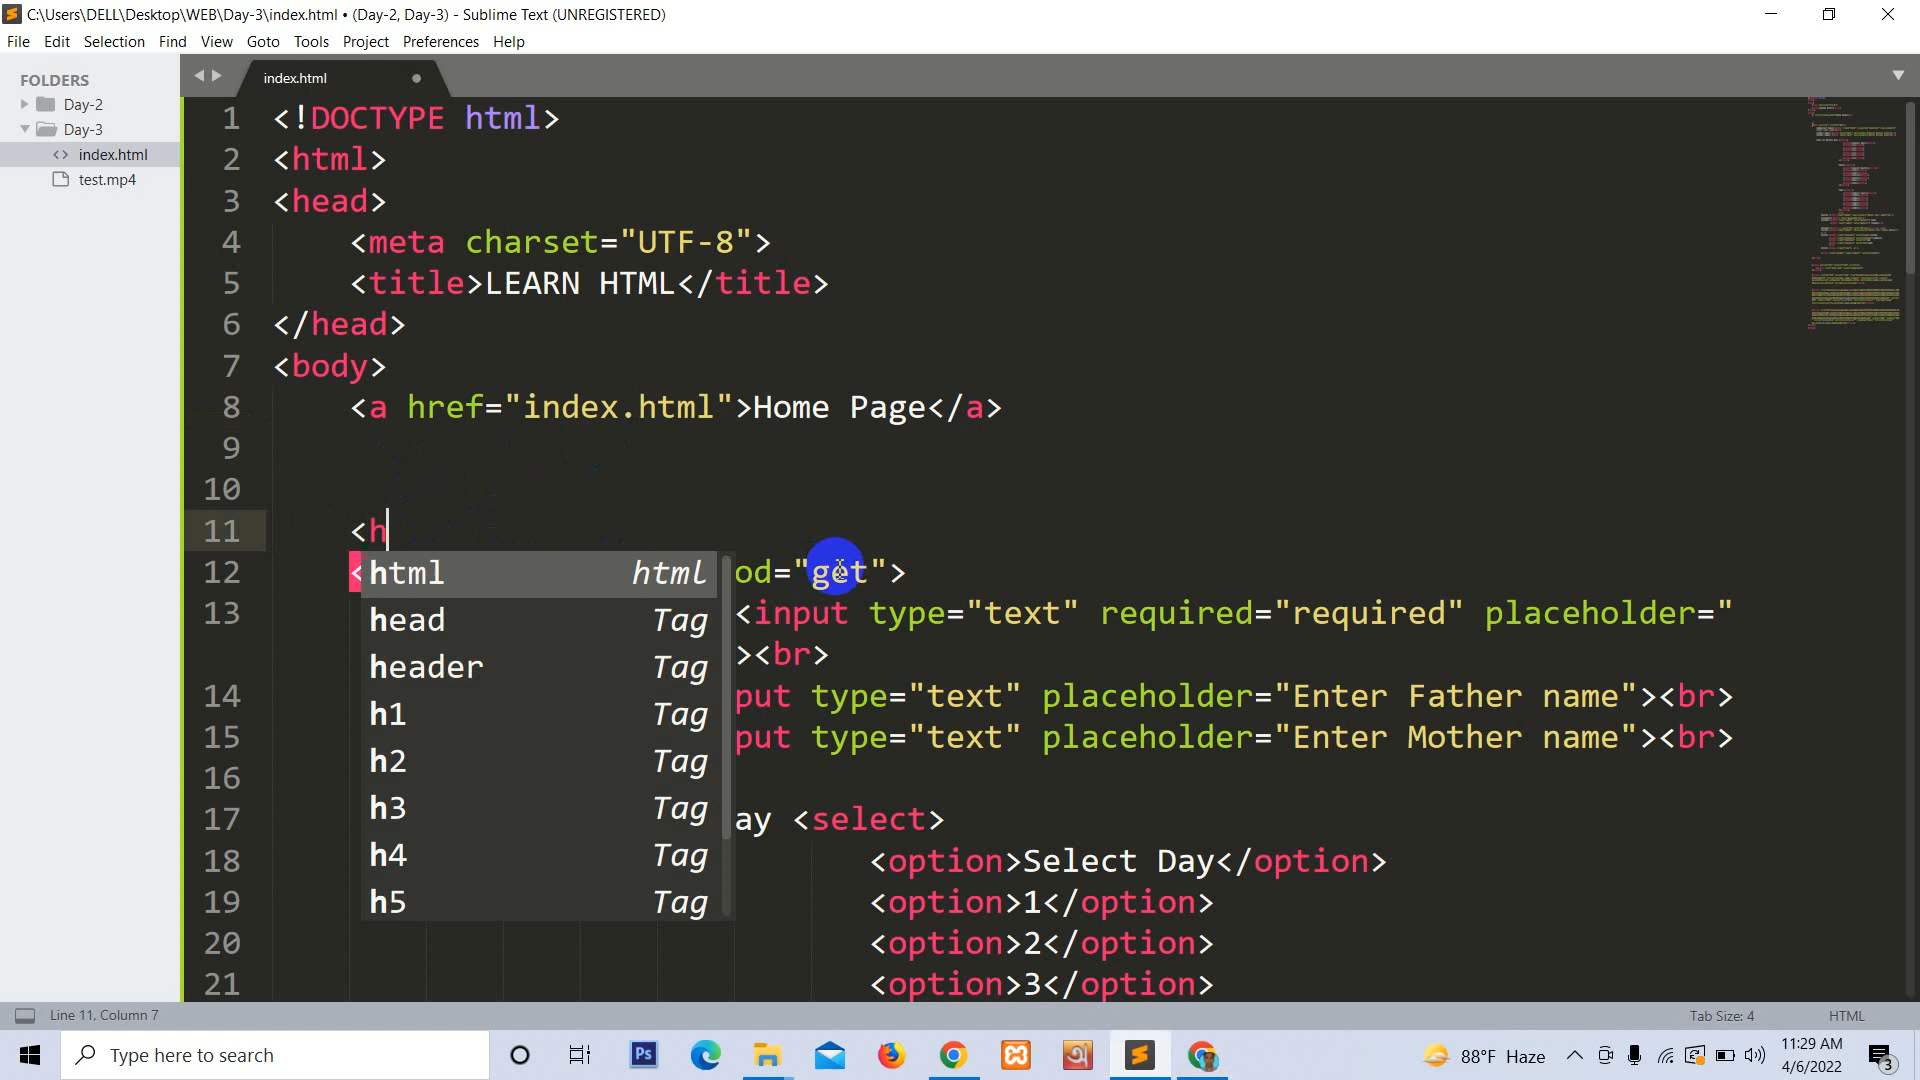 C:\Users\DELL\Desktop\WEB\Day-3\index.html • (Day-2, Day-3) - Sublime Text (UNREGISTERED)
File Edit Selection Find View Goto Tools Project Preferences Help
FOLDERS
Day-2
Day-3
<> index.html
test.mp4
index.html
1 <!DOCTYPE html>
2 <html>
3 <head>
4 <meta charset="UTF-8">
5 <title>LEARN HTML</title>
6 </head>
7 <body>
8 <a href="index.html">Home Page</a>
9
10
11 <h
12 < od="get">
13 <input type="text" required="required" placeholder="
><br>
14 put type="text" placeholder="Enter Father name"><br>
15 put type="text" placeholder="Enter Mother name"><br>
16
17 ay <select>
18 <option>Select Day</option>
19 <option>1</option>
20 <option>2</option>
21 <option>3</option>
html html
head Tag
header Tag
h1 Tag
h2 Tag
h3 Tag
h4 Tag
h5 Tag
Line 11, Column 7
Tab Size: 4
HTML
Type here to search
Ps
88°F Haze
11:29 AM
4/6/2022
3